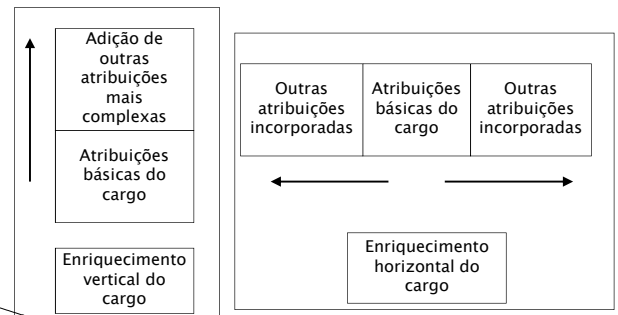 Adição de
outras
atribuições
mais
complexas
Atribuições
básicas do
cargo
Enriquecimento
vertical do
cargo
Outras
atribuições
incorporadas
Atribuições
básicas do
cargo
Outras
atribuições
incorporadas
Enriquecimento
horizontal do
cargo